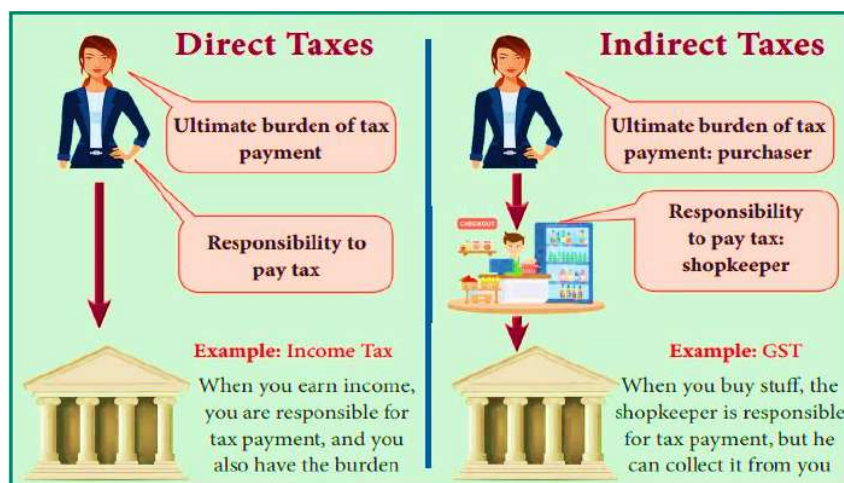 Direct Taxes
Ultimate burden of tax
payment
Responsibility to
pay tax
Example: Income Tax
When you earn income,
you are responsible for
tax payment, and you
also have the burden
Indirect Taxes
Ultimate burden of tax
payment: purchaser
CHECKOUT
Responsibility
to pay tax:
shopkeeper
Example: GST
When you buy stuff, the
shopkeeper is responsible
for tax payment, but he
can collect it from you